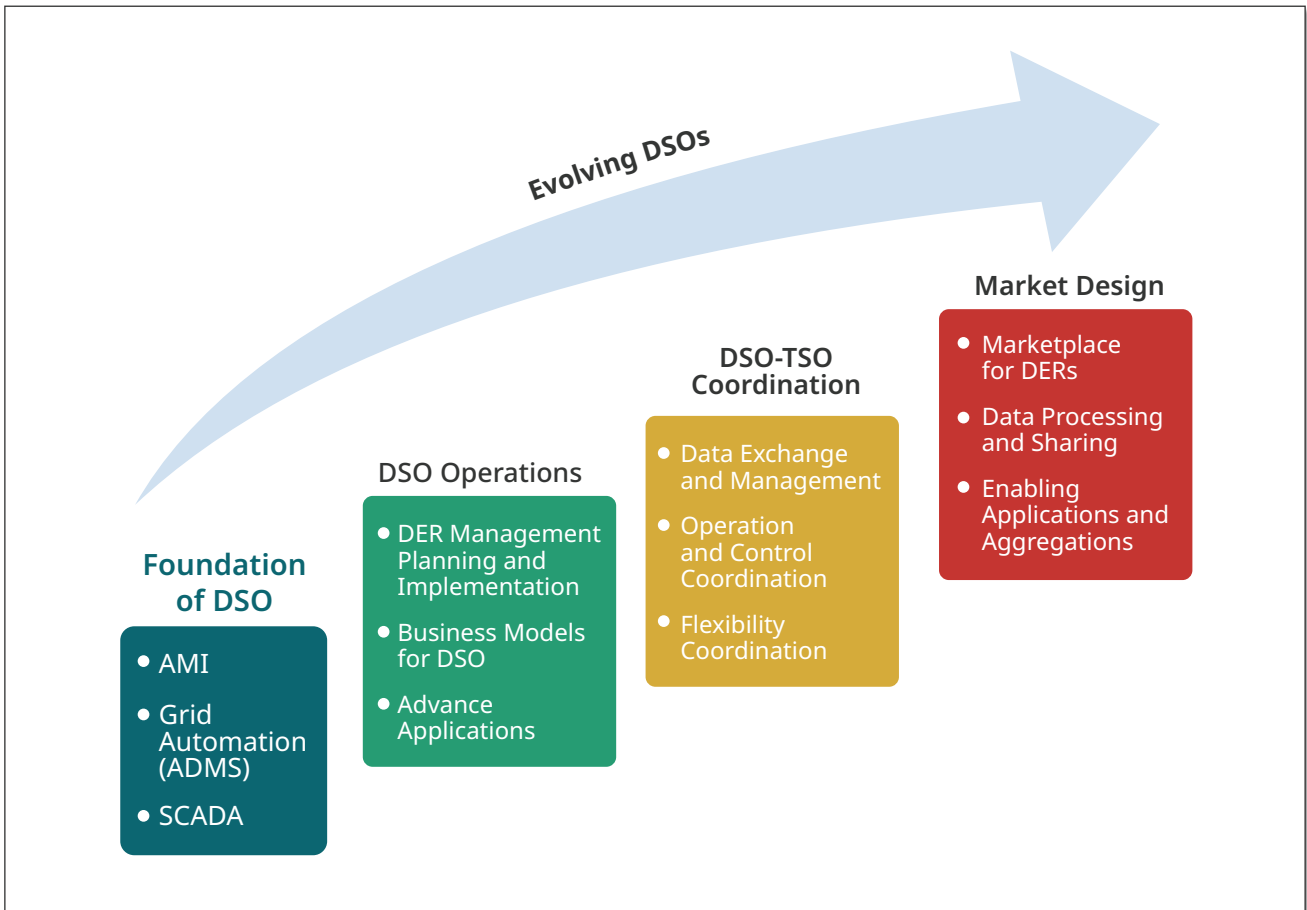 Evolving DSOs
Foundation
of DSO
AMI
Grid
Automation
(ADMS)
SCADA
DSO Operations
DER Management
Planning and
Implementation
Business Models
for DSO
Advance
Applications
DSO-TSO
Coordination
Data Exchange
and Management
Operation
and Control
Coordination
Flexibility
Coordination
Market Design
Marketplace
for DERs
Data Processing
and Sharing
Enabling
Applications and
Aggregations